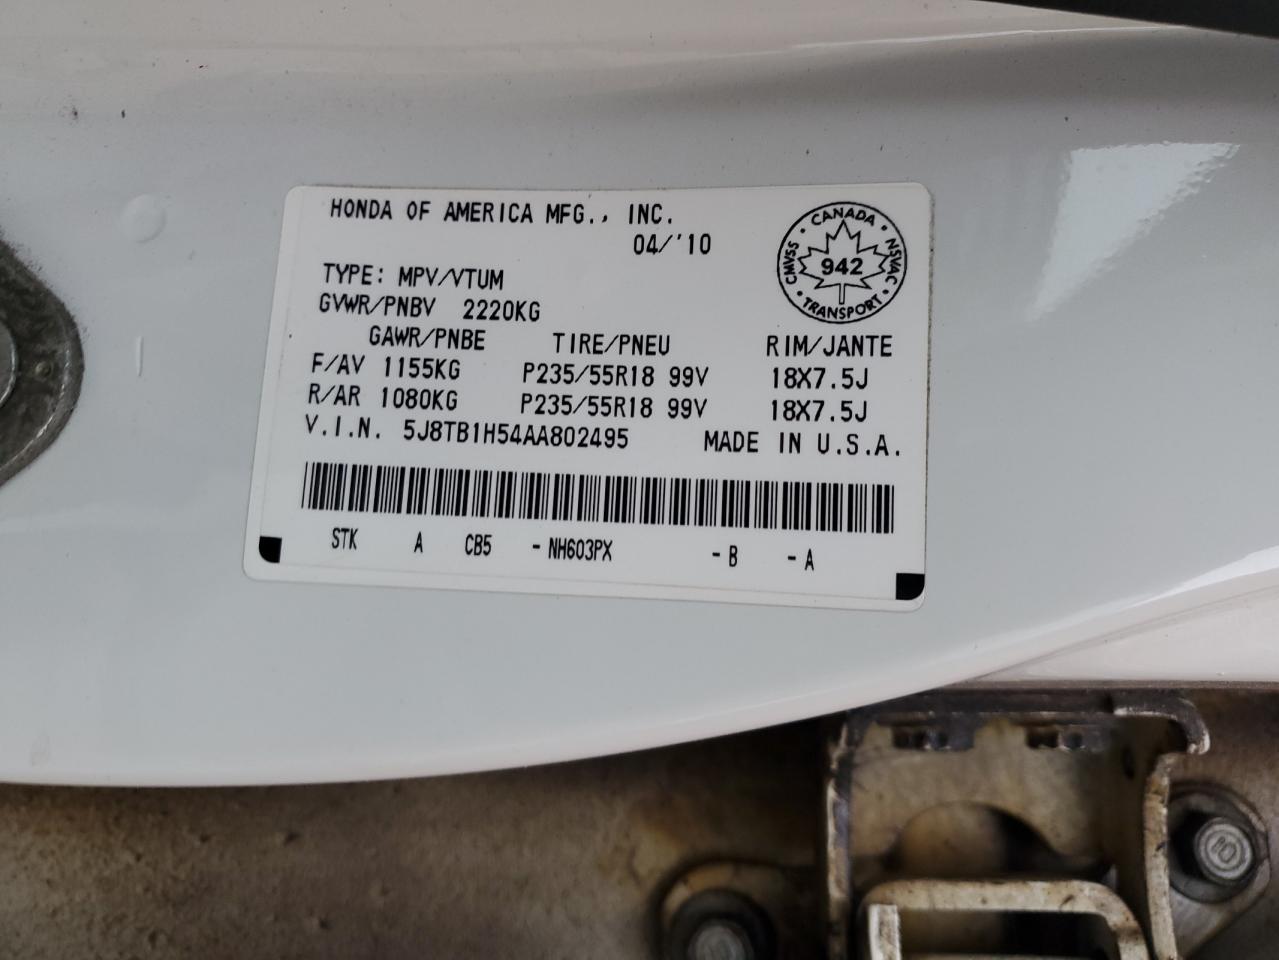 HONDA OF AMERICA MFG., INC.
04/'10
CANADA
CMVSS 942 NSVAC
TRANSPORT
TYPE: MPV/VTUM
GVWR/PNBV 2220KG
GAWR/PNBE TIRE/PNEU RIM/JANTE
F/AV 1155KG P235/55R18 99V 18X7.5J
R/AR 1080KG P235/55R18 99V 18X7.5J
V.I.N. 5J8TB1H54AA802495 MADE IN U.S.A.
STK A CB5 -NH603PX -B -A
10